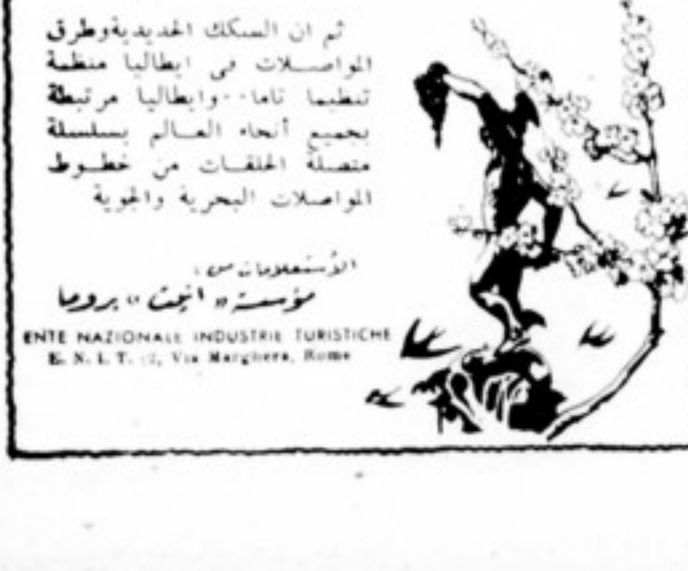 ثم ان السكك الحديدية وطرق
المواصلات فى ايطاليا منظمة
تنظيما تاما ·· وايطاليا مرتبطة
بجميع أنحاء العالم بسلسلة
متصلة الحلقات من خطوط
المواصلات البحرية والجوية
الأستعلامات من :
مؤسسة « انيت » بروما
ENTE NAZIONALE INDUSTRIE TURISTICHE
E. N. I. T. Via Marghera, Rome